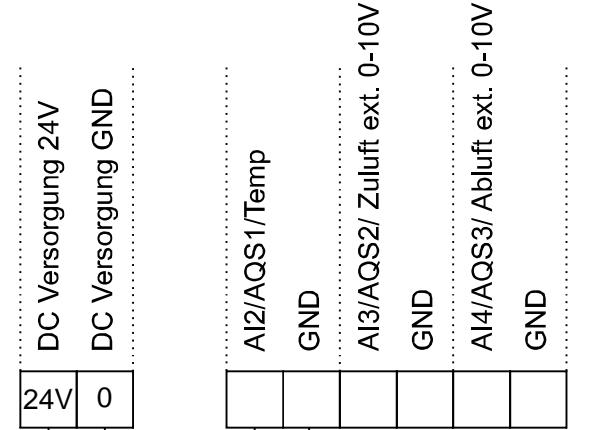 DC Versorgung 24V
DC Versorgung GND
AI2/AQS1/Temp
GND
AI3/AQS2/ Zuluft ext. 0-10V
GND
AI4/AQS3/ Abluft ext. 0-10V
GND
24V
0